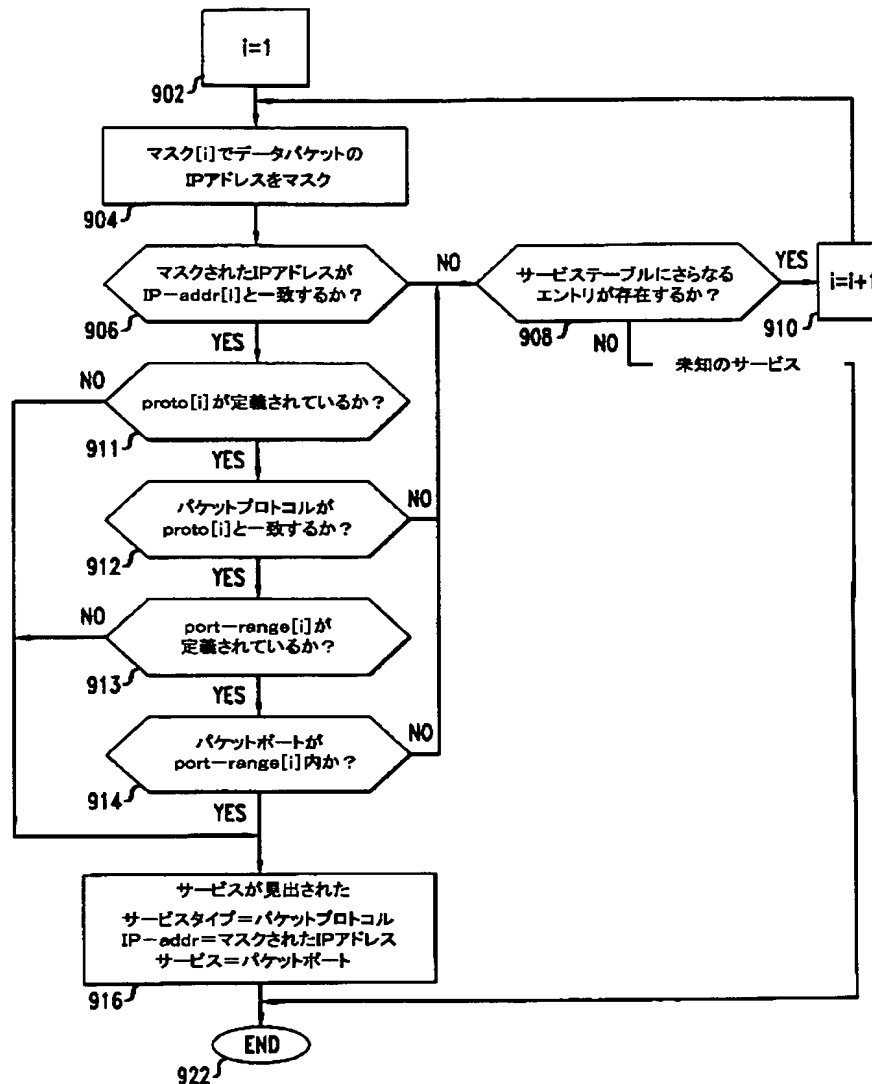 i=1
902
マスク[i]でデータパケットの
IPアドレスをマスク
904
マスクされたIPアドレスが
IP-addr[i]と一致するか？
906
NO
YES
サービステーブルにさらなる
エントリが存在するか？
908
YES
NO
i=i+1
910
未知のサービス
NO
proto[i]が定義されているか？
911
YES
パケットプロトコルが
proto[i]と一致するか？
912
NO
YES
NO
port-range[i]が
定義されているか？
913
YES
パケットポートが
port-range[i]内か？
914
NO
YES
サービスが見出された
サービスタイプ＝パケットプロトコル
IP-addr＝マスクされたIPアドレス
サービス＝パケットポート
916
END
922